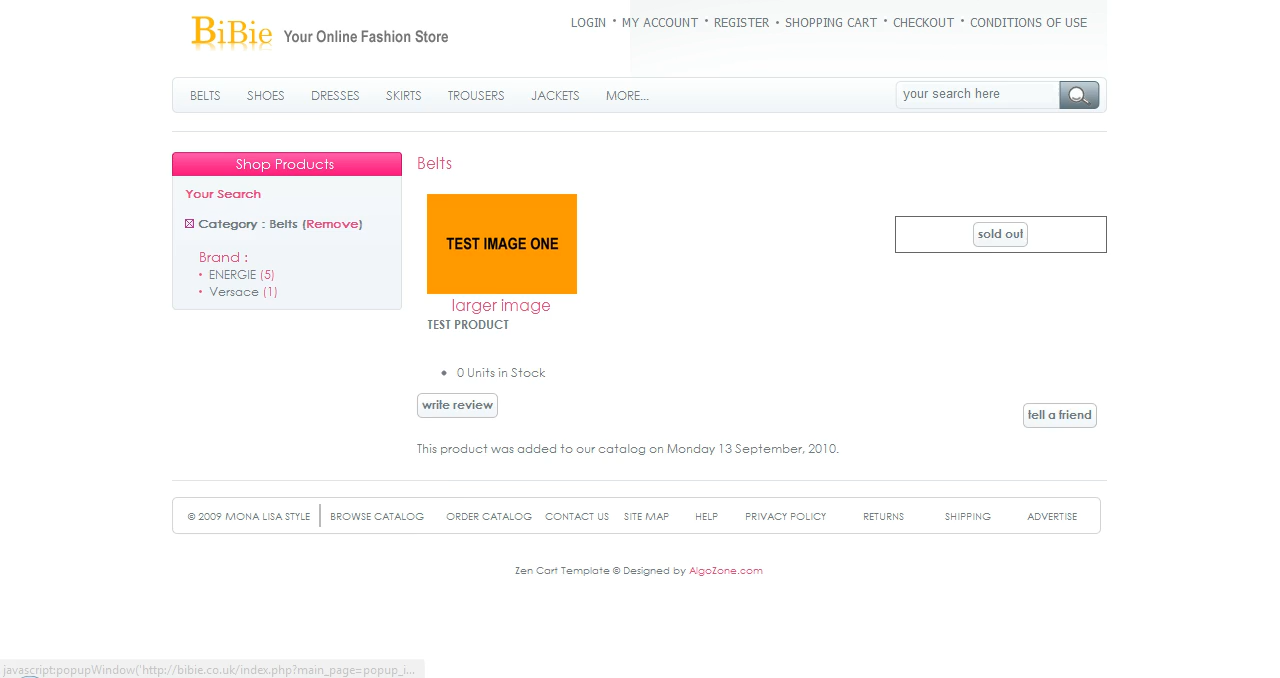 BiBie Your Online Fashion Store
LOGIN • MY ACCOUNT • REGISTER • SHOPPING CART • CHECKOUT • CONDITIONS OF USE
BELTS SHOES DRESSES SKIRTS TROUSERS JACKETS MORE...
your search here
Shop Products
Your Search
Category : Belts (Remove)
Brand :
• ENERGIE (5)
• Versace (1)
Belts
TEST IMAGE ONE
larger image
TEST PRODUCT
sold out
• 0 Units in Stock
write review
tell a friend
This product was added to our catalog on Monday 13 September, 2010.
© 2009 MONA LISA STYLE BROWSE CATALOG ORDER CATALOG CONTACT US SITE MAP HELP PRIVACY POLICY RETURNS SHIPPING ADVERTISE
Zen Cart Template © Designed by AlgoZone.com
javascript:popupWindow('http://bibie.co.uk/index.php?main_page=popup_i...